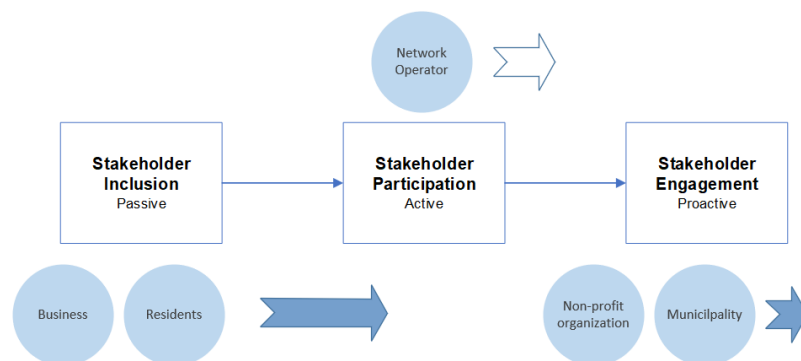 Network
Operator
Stakeholder
Inclusion
Passive
Stakeholder
Participation
Active
Stakeholder
Engagement
Proactive
Business
Residents
Non-profit
organization
Municilpality